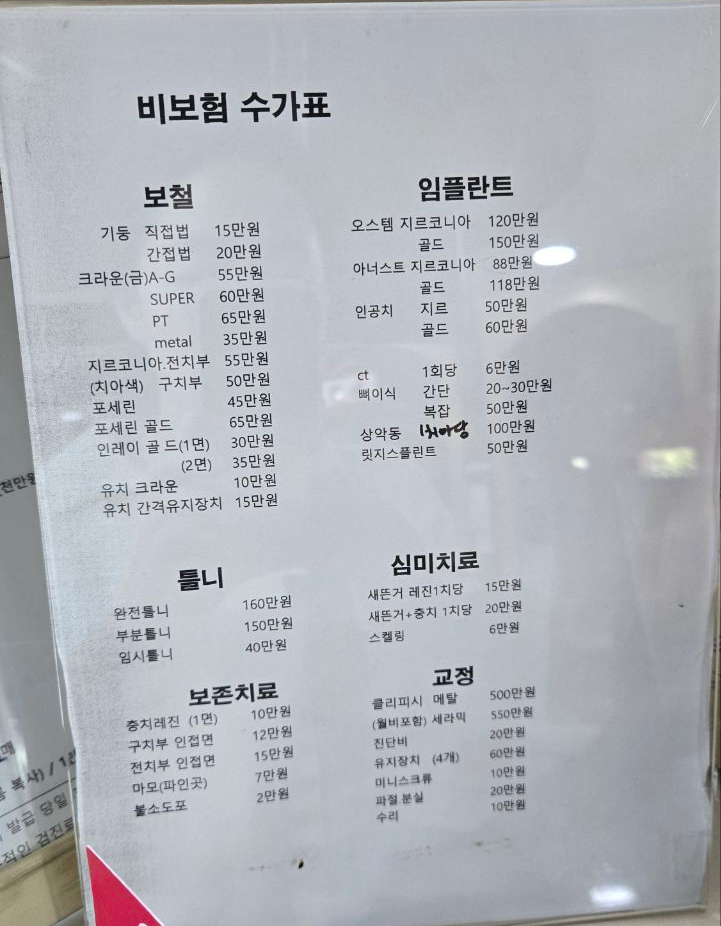 비보험 수가표
보철
기둥 직접법 15만원
간접법 20만원
크라운(금)A-G 55만원
SUPER 60만원
PT 65만원
metal 35만원
지르코니아.전치부 55만원
(치아색) 구치부 50만원
포세린 45만원
포세린 골드 65만원
인레이 골드(1면) 30만원
(2면) 35만원
유치 크라운 10만원
유치 간격유지장치 15만원
임플란트
오스템 지르코니아 120만원
골드 150만원
아너스트 지르코니아 88만원
골드 118만원
인공치 지르 50만원
골드 60만원
ct 1회당 6만원
뼈이식 간단 20~30만원
복잡 50만원
상악동 1치아당 100만원
릿지스플린트 50만원
틀니
완전틀니 160만원
부분틀니 150만원
임시틀니 40만원
심미치료
새뜬거 레진1치당 15만원
새뜬거+충치 1치당 20만원
스켈링 6만원
보존치료
충치레진 (1면) 10만원
구치부 인접면 12만원
전치부 인접면 15만원
마모(파인곳) 7만원
불소도포 2만원
교정
클리피시 메탈 500만원
(월비포함) 세라믹 550만원
진단비 20만원
유지장치 (4개) 60만원
미니스크류 10만원
파절.분실 20만원
수리 10만원
천만원
복사) / 1
발급 당일
적인 검진료